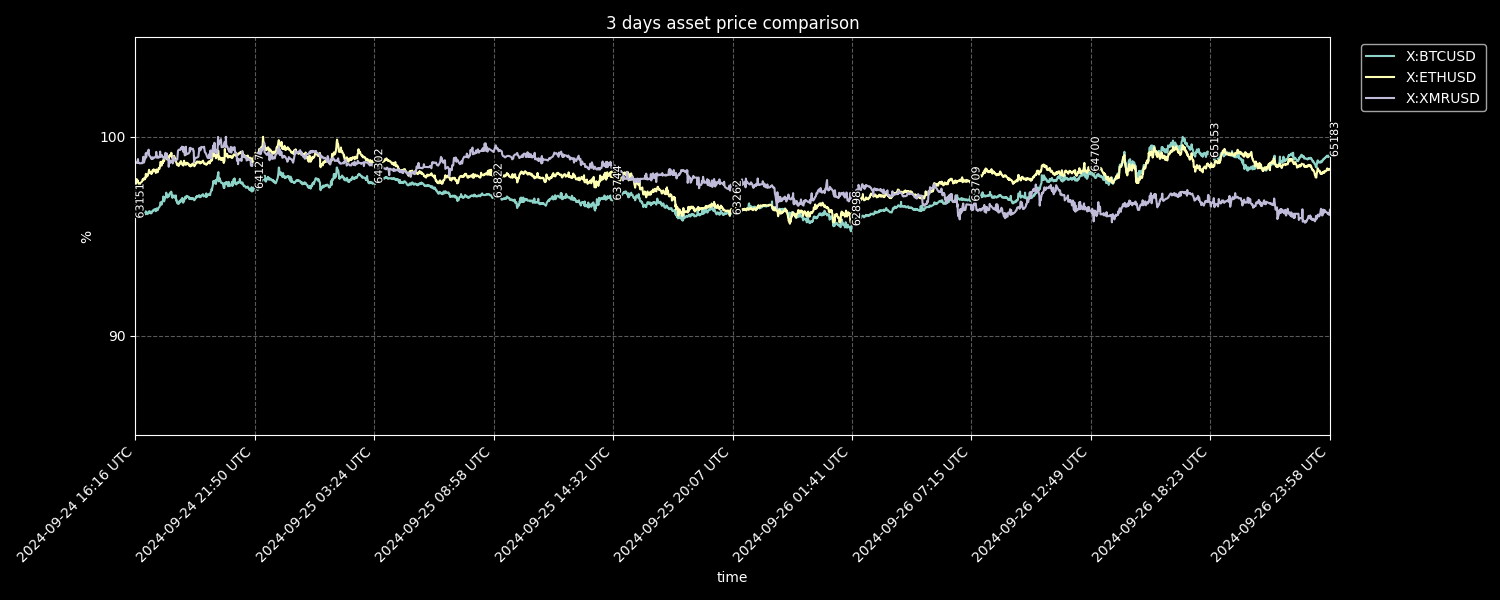 3 days asset price comparison
X:BTCUSD
X:ETHUSD
X:XMRUSD
100
90
%
63151
64127
64302
63822
63744
63262
62888
63709
64700
65153
65183
2024-09-24 16:16 UTC
2024-09-24 21:50 UTC
2024-09-25 03:24 UTC
2024-09-25 08:58 UTC
2024-09-25 14:32 UTC
2024-09-25 20:07 UTC
2024-09-26 01:41 UTC
2024-09-26 07:15 UTC
2024-09-26 12:49 UTC
2024-09-26 18:23 UTC
2024-09-26 23:58 UTC
time